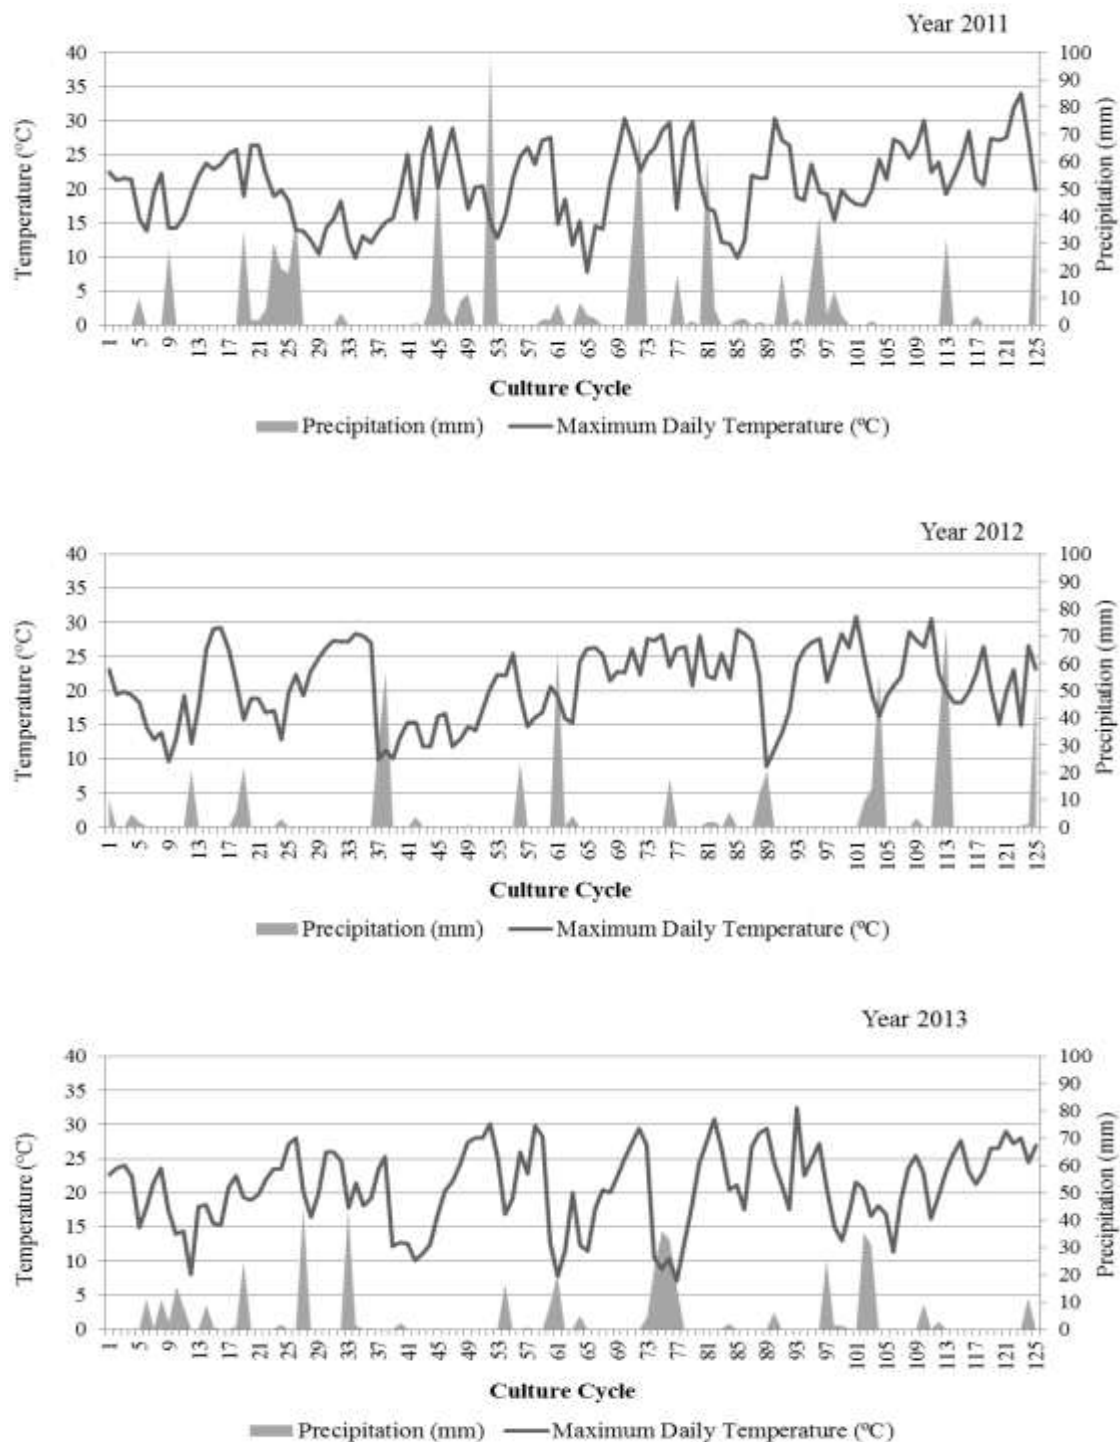 Year 2011
40 35 30 25 20 15 10 5 0
Temperature (ºC)
100 90 80 70 60 50 40 30 20 10 0
Precipitation (mm)
1 5 9 13 17 21 25 29 33 37 41 45 49 53 57 61 65 69 73 77 81 85 89 93 97 101 105 109 113 117 121 125
Culture Cycle
Precipitation (mm) Maximum Daily Temperature (ºC)
Year 2012
40 35 30 25 20 15 10 5 0
Temperature (ºC)
100 90 80 70 60 50 40 30 20 10 0
Precipitation (mm)
1 5 9 13 17 21 25 29 33 37 41 45 49 53 57 61 65 69 73 77 81 85 89 93 97 101 105 109 113 117 121 125
Culture Cycle
Precipitation (mm) Maximum Daily Temperature (ºC)
Year 2013
40 35 30 25 20 15 10 5 0
Temperature (ºC)
100 90 80 70 60 50 40 30 20 10 0
Precipitation (mm)
1 5 9 13 17 21 25 29 33 37 41 45 49 53 57 61 65 69 73 77 81 85 89 93 97 101 105 109 113 117 121 125
Culture Cycle
Precipitation (mm) Maximum Daily Temperature (ºC)